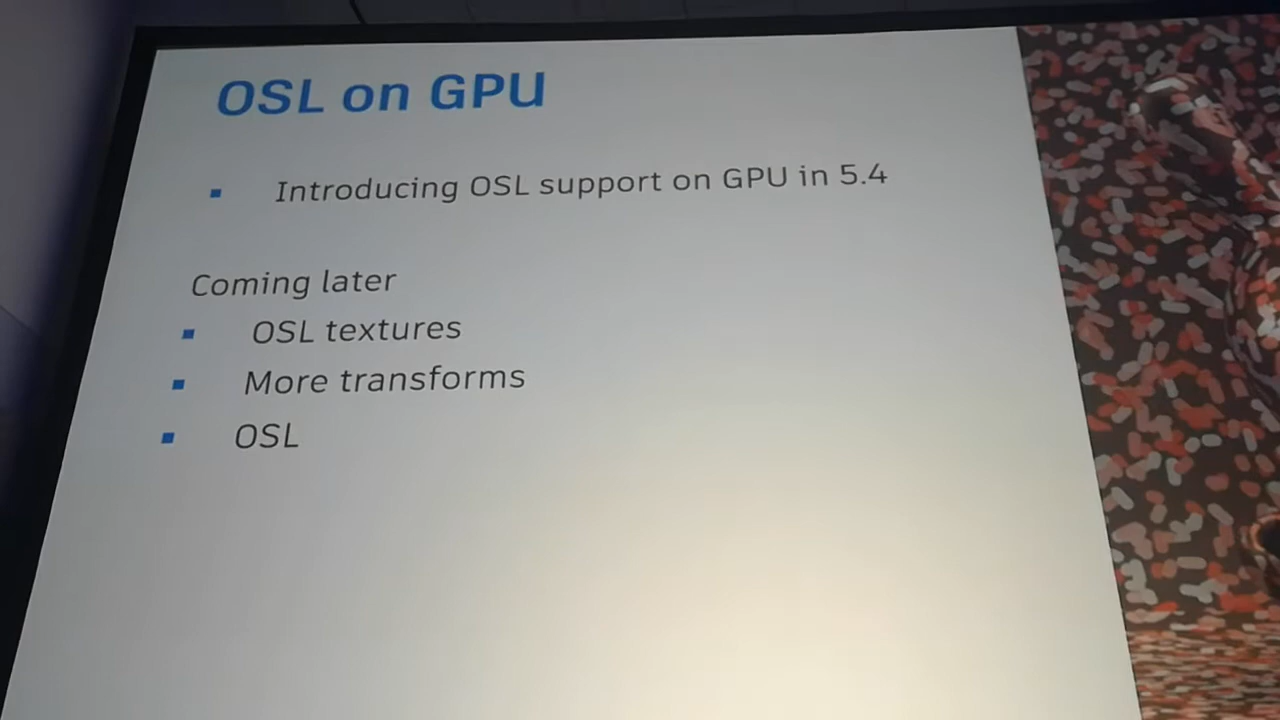 OSL on GPU
Introducing OSL support on GPU in 5.4
Coming later
OSL textures
More transforms
OSL